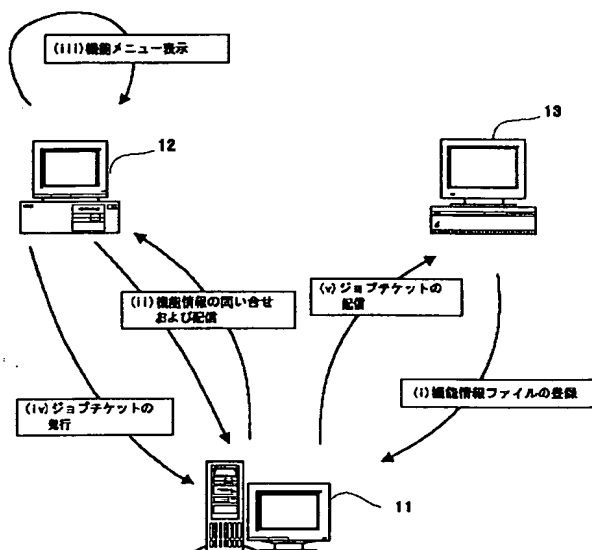 (iii)機能メニュー表示
13
12
(ii)機能情報の問い合せ
および配信
(v)ジョブチケットの
配信
(i)機能情報ファイルの登録
(iv)ジョブチケットの
発行
11